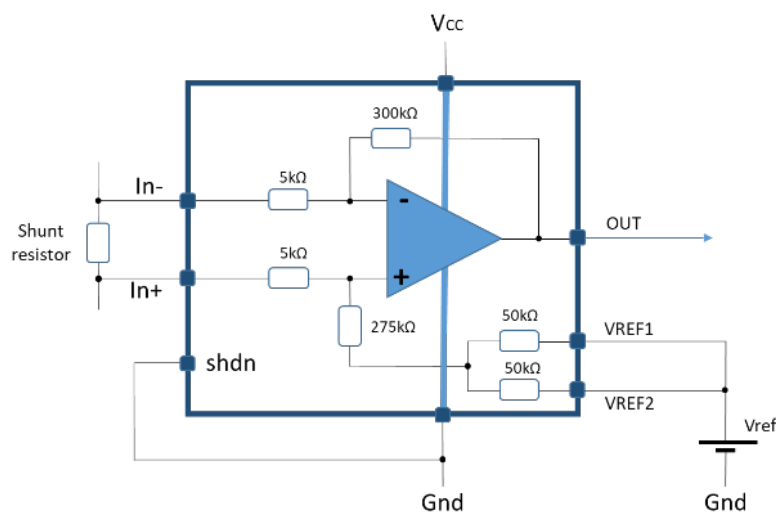 Vcc
300kΩ
In-
5kΩ
-
Shunt
resistor
OUT
5kΩ
+
In+
275kΩ
50kΩ
VREF1
shdn
50kΩ
VREF2
Vref
Gnd
Gnd